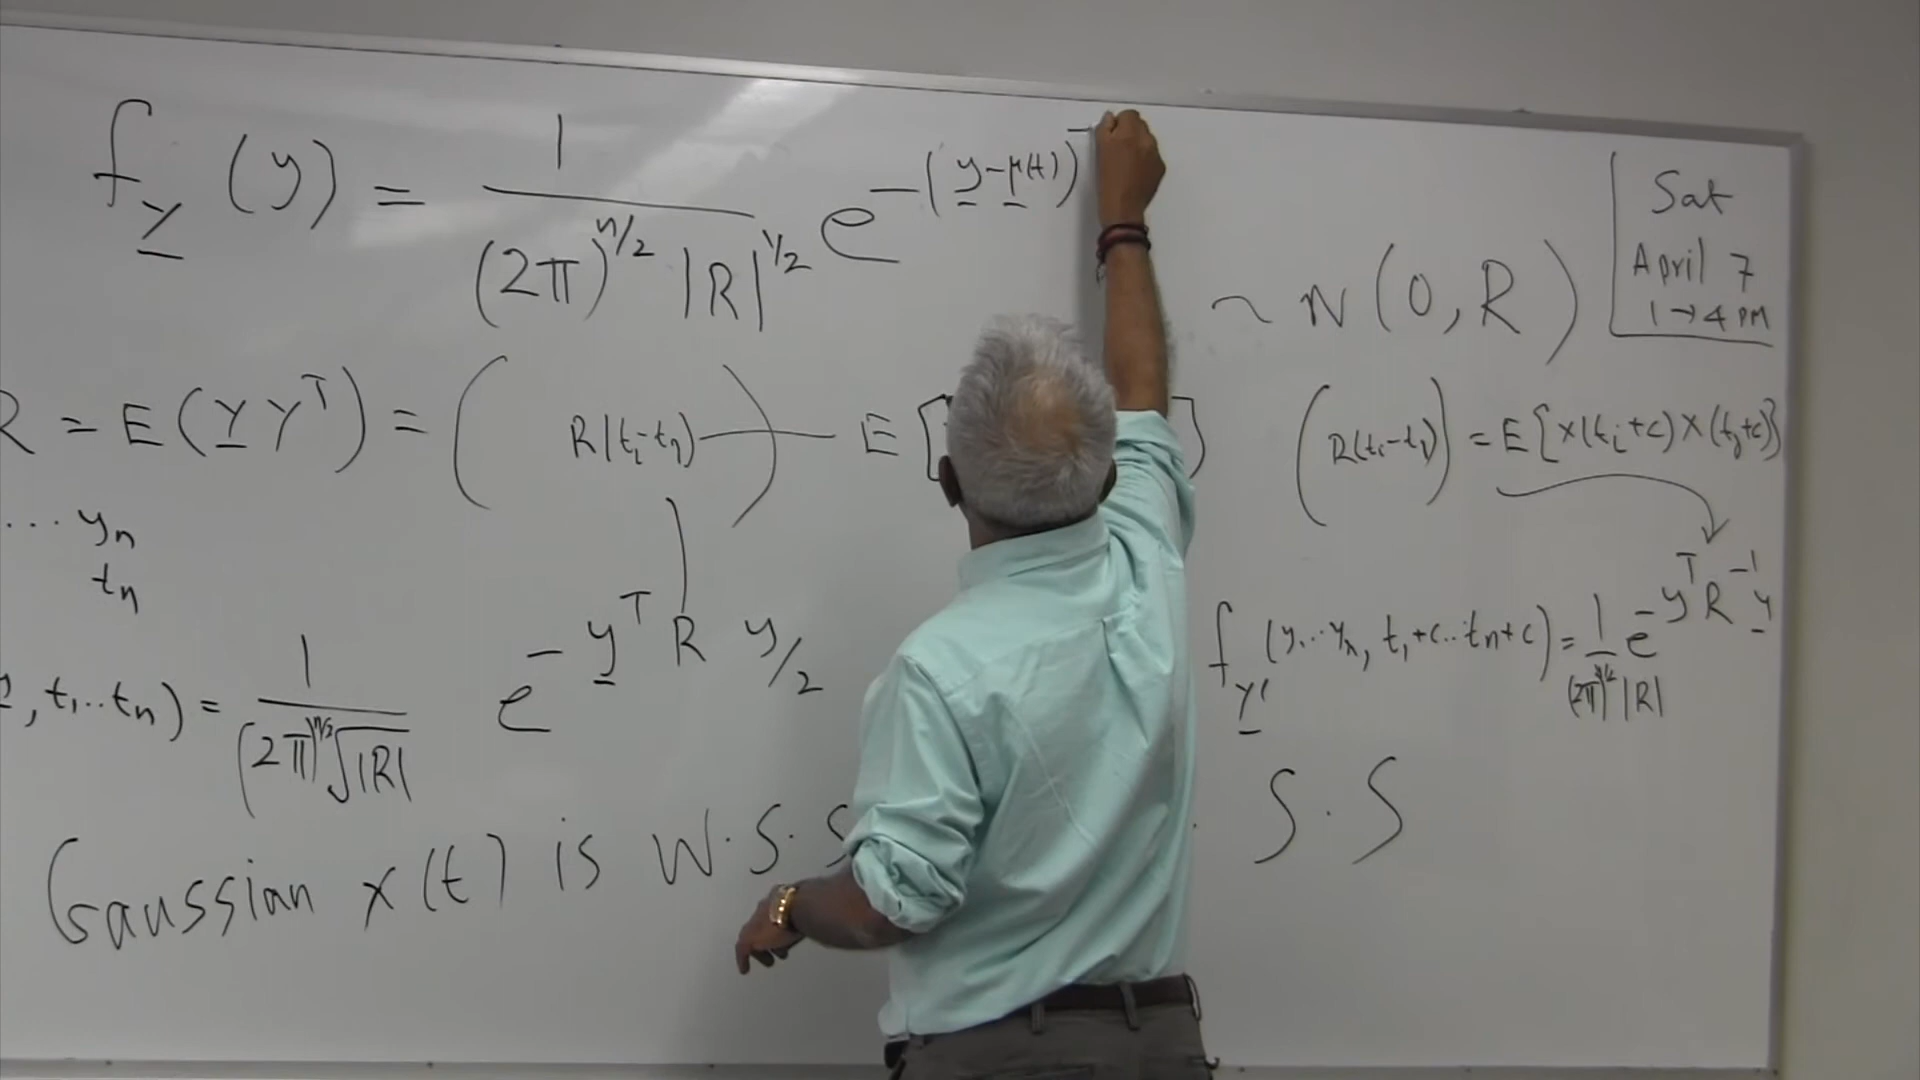 f_Y (y) = 1 / (2π)^{n/2} |R|^{1/2} e^{-(y-μ(t))^T
~ N(0, R)
Sat
April 7
1→4 PM
R = E(Y Y^T) = ( R(t_i-t_j) ) — E[
(R(t_i-t_j)) = E[X(t_i+c) X(t_j+c)]
... y_n
t_n
, t_1..t_n) = 1 / (2π)^{n/2} √|R| e^{-y^T R y/2}
f_Y' (y_1...y_n, t_1+c..t_n+c) = 1 / (2π)^{n/2} |R| e^{-y^T R^{-1} y}
Gaussian X(t) is W.S.S
S.S